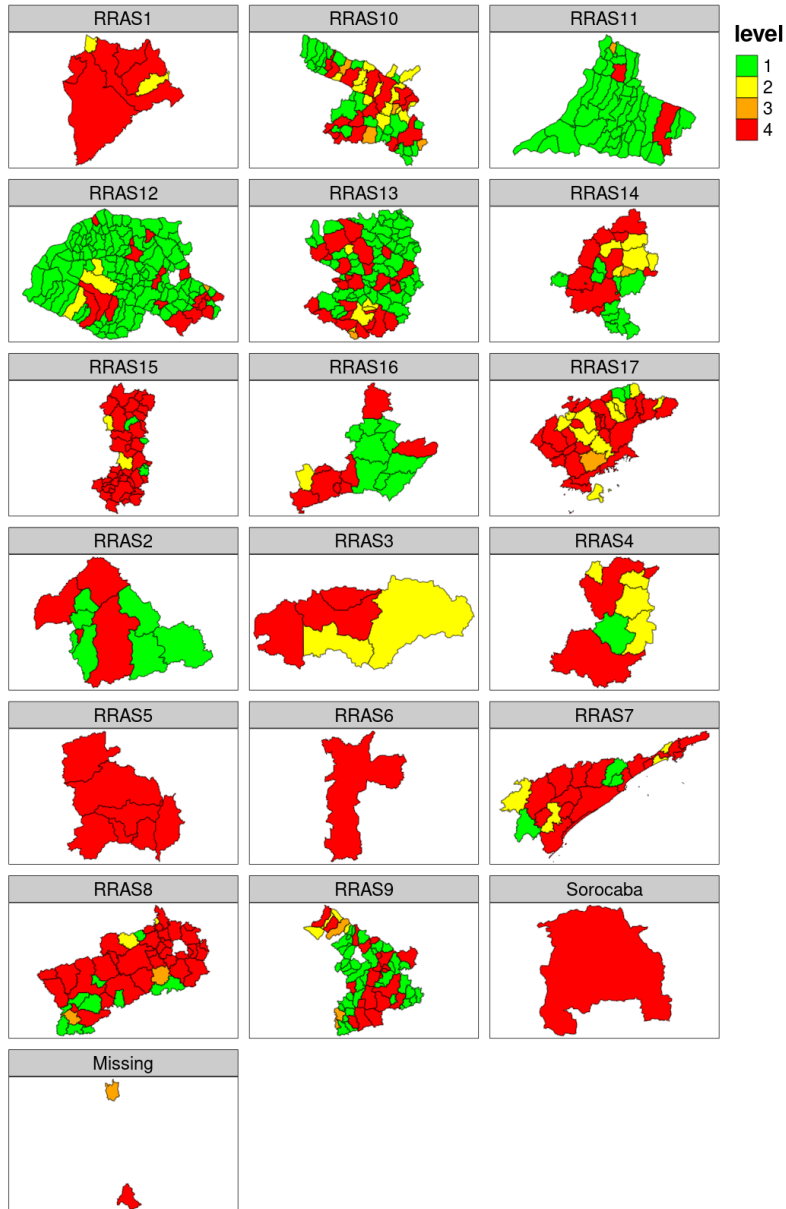 RRAS1 RRAS10 RRAS11
level
1
2
3
4
RRAS12 RRAS13 RRAS14
RRAS15 RRAS16 RRAS17
RRAS2 RRAS3 RRAS4
RRAS5 RRAS6 RRAS7
RRAS8 RRAS9 Sorocaba
Missing